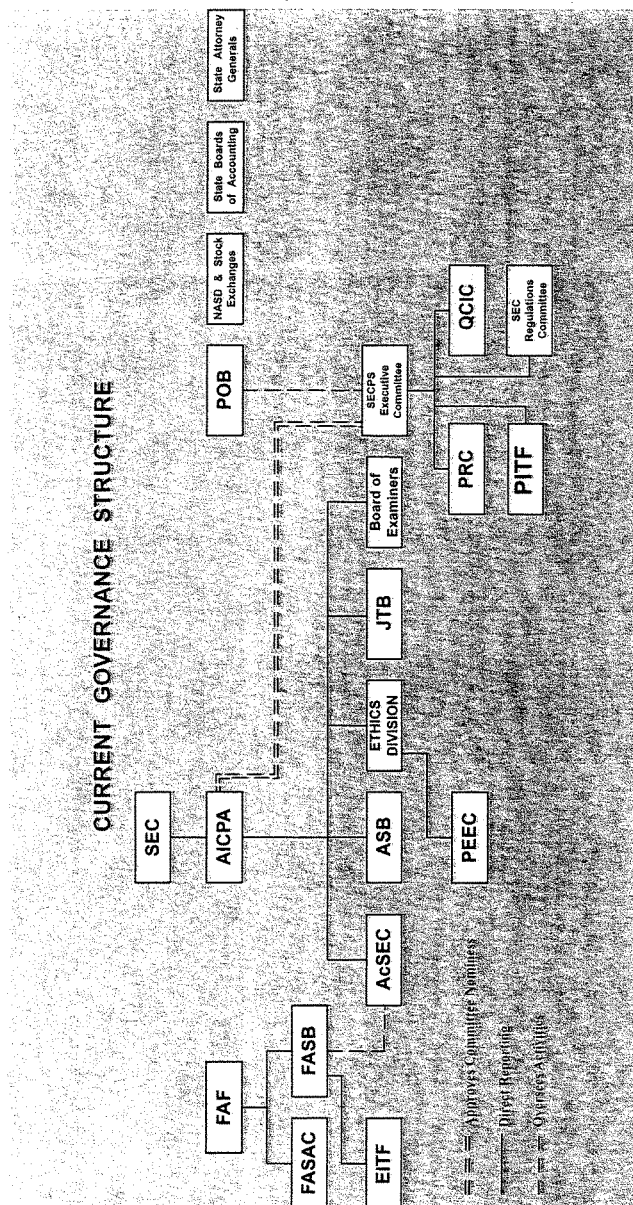 CURRENT GOVERNANCE STRUCTURE
SEC
AICPA
FAF
POB
NASD & Stock
Exchanges
State Boards
of Accounting
State Attorney
Generals
FASAC
FASB
EITF
AcSEC
ASB
ETHICS
DIVISION
JTB
Board of
Examiners
SECPS
Executive
Committee
PEEC
PRC
QCIC
PITF
SEC
Regulations
Committee
Approves Committee Nominees
Direct Reporting
Oversees Activities